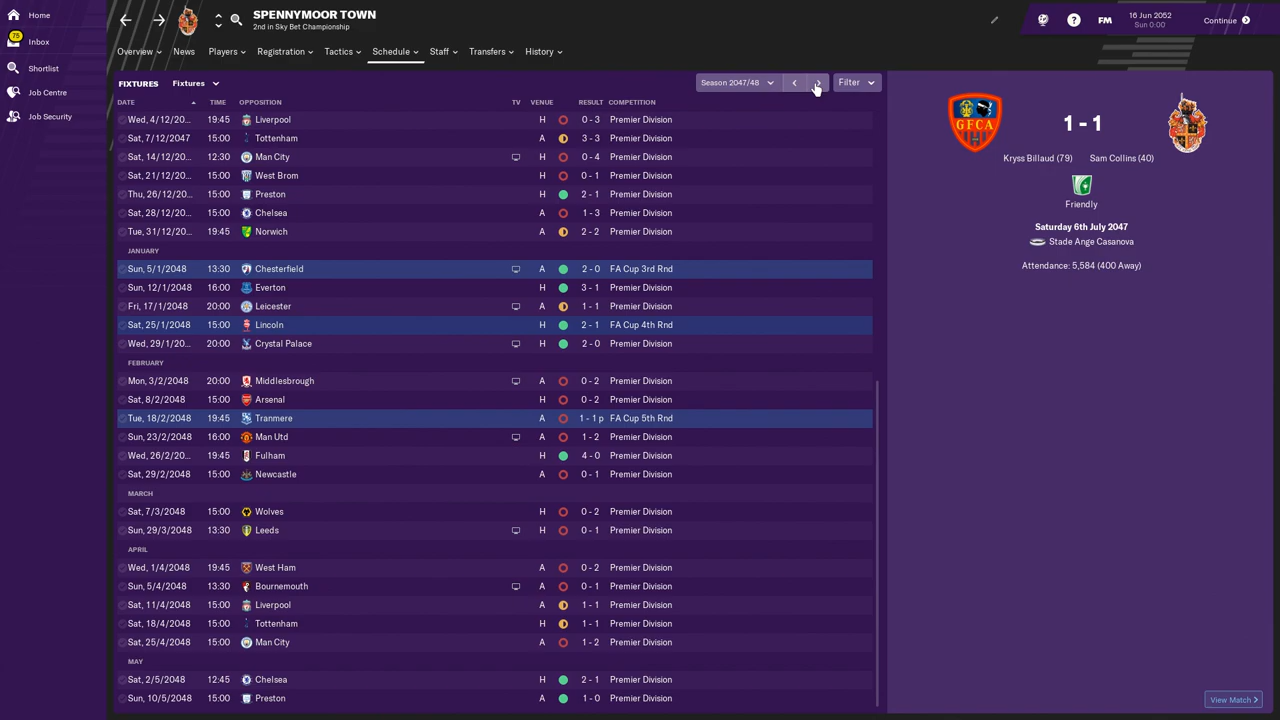 Home
75
Inbox
Shortlist
Job Centre
Job Security
SPENNYMOOR TOWN
2nd in Sky Bet Championship
FM
16 Jun 2052
Sun 0:00
Continue
Overview News Players Registration Tactics Schedule Staff Transfers History
FIXTURES Fixtures Season 2047/48 Filter
DATE TIME OPPOSITION TV VENUE RESULT COMPETITION
Wed, 4/12/20... 19:45 Liverpool H 0 - 3 Premier Division
Sat, 7/12/2047 15:00 Tottenham A 3 - 3 Premier Division
Sat, 14/12/20... 12:30 Man City H 0 - 4 Premier Division
Sat, 21/12/20... 15:00 West Brom H 0 - 1 Premier Division
Thu, 26/12/20... 15:00 Preston H 2 - 1 Premier Division
Sat, 28/12/20... 15:00 Chelsea A 1 - 3 Premier Division
Tue, 31/12/20... 19:45 Norwich A 2 - 2 Premier Division
JANUARY
Sun, 5/1/2048 13:30 Chesterfield A 2 - 0 FA Cup 3rd Rnd
Sun, 12/1/2048 16:00 Everton H 3 - 1 Premier Division
Fri, 17/1/2048 20:00 Leicester A 1 - 1 Premier Division
Sat, 25/1/2048 15:00 Lincoln H 2 - 1 FA Cup 4th Rnd
Wed, 29/1/20... 20:00 Crystal Palace H 2 - 0 Premier Division
FEBRUARY
Mon, 3/2/2048 20:00 Middlesbrough A 0 - 2 Premier Division
Sat, 8/2/2048 15:00 Arsenal H 0 - 2 Premier Division
Tue, 18/2/2048 19:45 Tranmere A 1 - 1 p FA Cup 5th Rnd
Sun, 23/2/2048 16:00 Man Utd A 1 - 2 Premier Division
Wed, 26/2/20... 19:45 Fulham H 4 - 0 Premier Division
Sat, 29/2/2048 15:00 Newcastle A 0 - 1 Premier Division
MARCH
Sat, 7/3/2048 15:00 Wolves H 0 - 2 Premier Division
Sun, 29/3/2048 13:30 Leeds H 0 - 1 Premier Division
APRIL
Wed, 1/4/2048 19:45 West Ham A 0 - 2 Premier Division
Sun, 5/4/2048 13:30 Bournemouth A 0 - 1 Premier Division
Sat, 11/4/2048 15:00 Liverpool A 1 - 1 Premier Division
Sat, 18/4/2048 15:00 Tottenham H 1 - 1 Premier Division
Sat, 25/4/2048 15:00 Man City A 1 - 2 Premier Division
MAY
Sat, 2/5/2048 12:45 Chelsea H 2 - 1 Premier Division
Sun, 10/5/2048 15:00 Preston A 1 - 0 Premier Division
GFCA
1 - 1
Kryss Billaud (79) Sam Collins (40)
Friendly
Saturday 6th July 2047
Stade Ange Casanova
Attendance: 5,584 (400 Away)
View Match